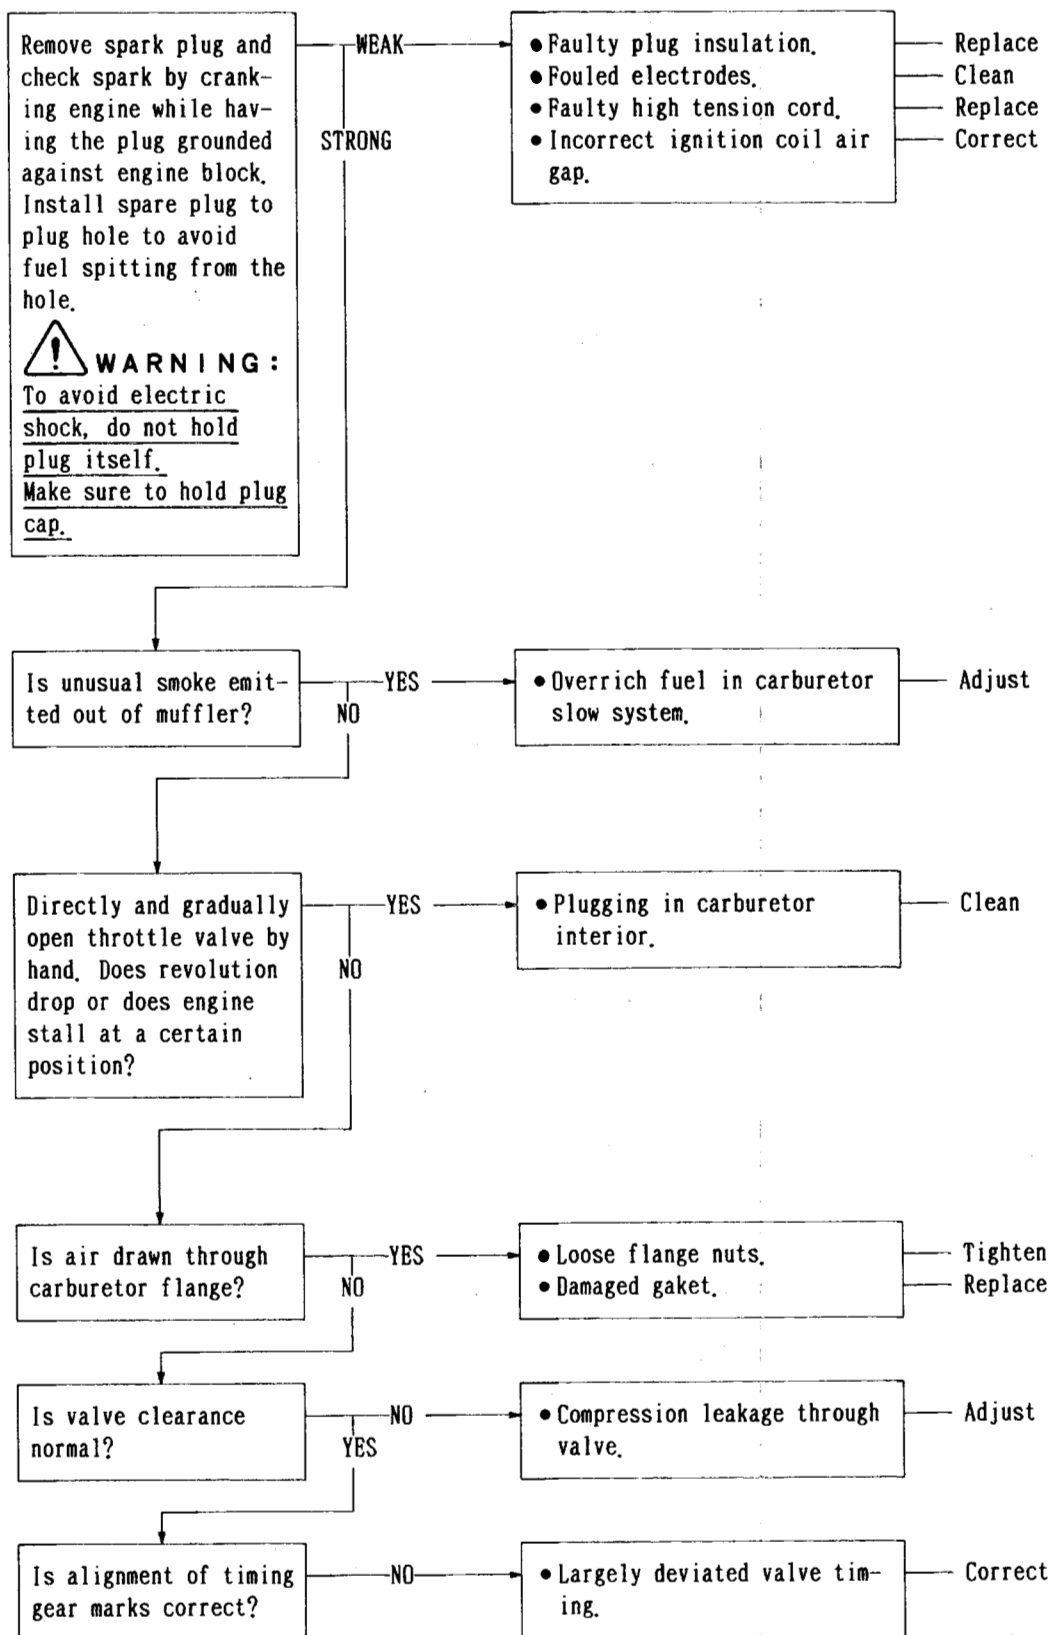 Remove spark plug and
check spark by crank-
ing engine while hav-
ing the plug grounded
against engine block.
Install spare plug to
plug hole to avoid
fuel spitting from the
hole.
WARNING:
To avoid electric
shock, do not hold
plug itself.
Make sure to hold plug
cap.
WEAK
STRONG
• Faulty plug insulation.
• Fouled electrodes.
• Faulty high tension cord.
• Incorrect ignition coil air
gap.
Replace
Clean
Replace
Correct
Is unusual smoke emit-
ted out of muffler?
YES
NO
• Overrich fuel in carburetor
slow system.
Adjust
Directly and gradually
open throttle valve by
hand. Does revolution
drop or does engine
stall at a certain
position?
YES
NO
• Plugging in carburetor
interior.
Clean
Is air drawn through
carburetor flange?
YES
NO
• Loose flange nuts.
• Damaged gaket.
Tighten
Replace
Is valve clearance
normal?
NO
YES
• Compression leakage through
valve.
Adjust
Is alignment of timing
gear marks correct?
NO
• Largely deviated valve tim-
ing.
Correct